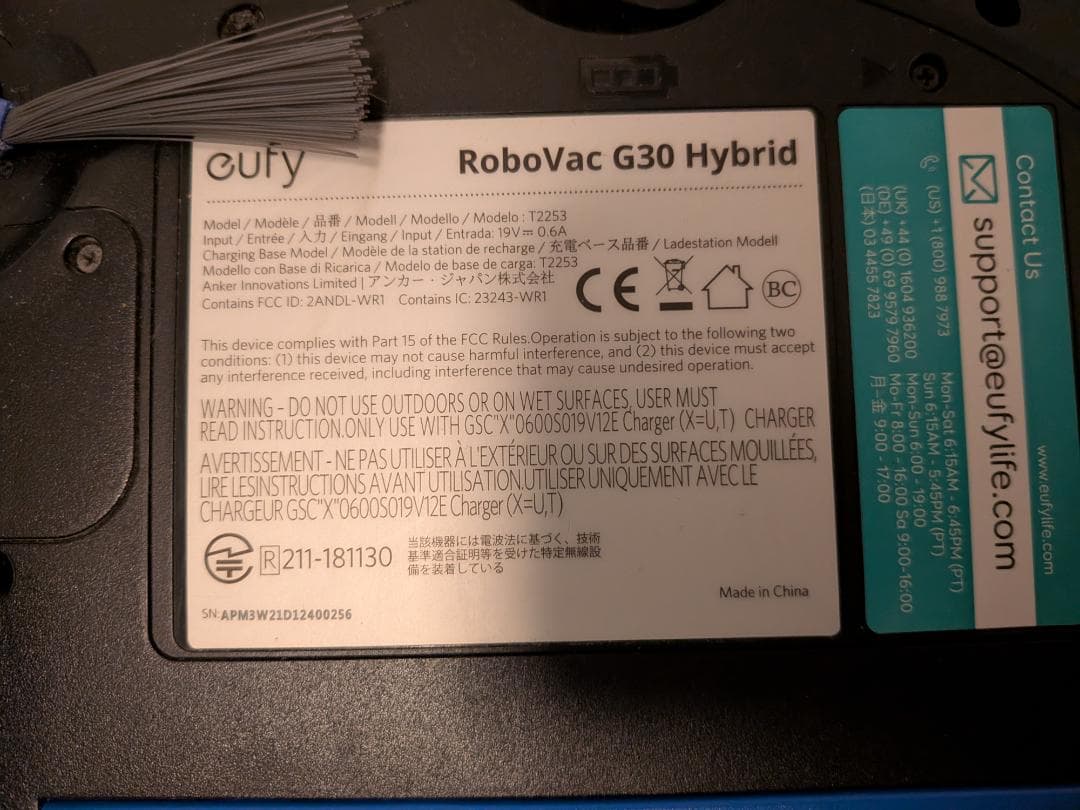 eufy
RoboVac G30 Hybrid
Model / Modèle / 品番 / Modell / Modello / Modelo : T2253
Input / Entrée / 入力 / Eingang / Input / Entrada: 19V⎓ 0.6A
Charging Base Model / Modèle de la station de recharge / 充電ベース品番 / Ladestation Modell
Modello con Base di Ricarica / Modelo de base de carga: T2253
Anker Innovations Limited | アンカー・ジャパン株式会社
Contains FCC ID: 2ANDL-WR1 Contains IC: 23243-WR1
CE
BC
This device complies with Part 15 of the FCC Rules.Operation is subject to the following two
conditions: (1) this device may not cause harmful interference, and (2) this device must accept
any interference received, including interference that may cause undesired operation.
WARNING – DO NOT USE OUTDOORS OR ON WET SURFACES, USER MUST
READ INSTRUCTION.ONLY USE WITH GSC"X"0600S019V12E Charger (X=U,T) CHARGER
AVERTISSEMENT - NE PAS UTILISER À L'EXTÉRIEUR OU SUR DES SURFACES MOUILLÉES,
LIRE LESINSTRUCTIONS AVANT UTILISATION.UTILISER UNIQUEMENT AVEC LE
CHARGEUR GSC"X"0600S019V12E Charger (X=U,T)
R 211-181130
当該機器には電波法に基づく、技術
基準適合証明等を受けた特定無線設
備を装着している
Made in China
SN: APM3W21D12400256
Contact Us
support@eufylife.com
www.eufylife.com
(US) +1 (800) 988 7973 Mon-Sat 6:15AM - 6:45PM (PT)
Sun 6:15AM - 5:45PM (PT)
(UK) +44 (0) 1604 936200 Mon-Sun 6:00 - 19:00
(DE) +49 (0) 69 9579 7960 Mo-Fr 8:00 - 16:00 Sa 9:00-16:00
(日本) 03 4455 7823 月-金 9:00 - 17:00